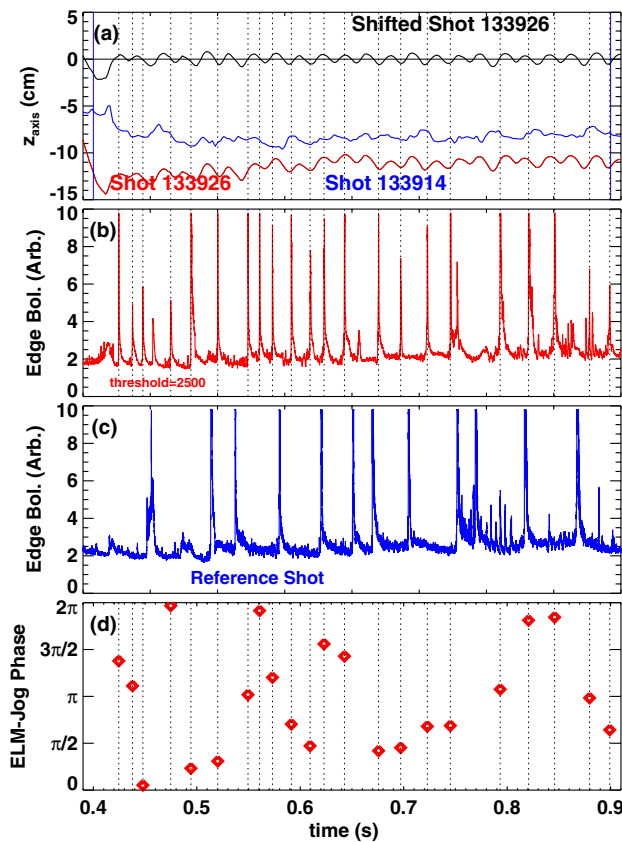 (a)
Shifted Shot 133926
5
0
-5
-10
-15
z_axis (cm)
Shot 133926
Shot 133914
(b)
10
8
6
4
2
0
Edge Bol. (Arb.)
threshold=2500
(c)
10
8
6
4
2
0
Edge Bol. (Arb.)
Reference Shot
(d)
2π
3π/2
π
π/2
0
ELM-Jog Phase
0.4 0.5 0.6 0.7 0.8 0.9
time (s)